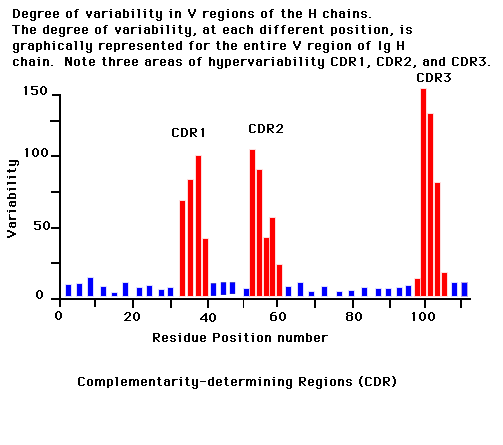 Degree of variability in V regions of the H chains.
The degree of variability, at each different position, is
graphically represented for the entire V region of Ig H
chain.  Note three areas of hypervariability CDR1, CDR2, and CDR3.
CDR3
150
CDR1
CDR2
100
Variability
50
0
0 20 40 60 80 100
Residue Position number
Complementarity-determining Regions (CDR)